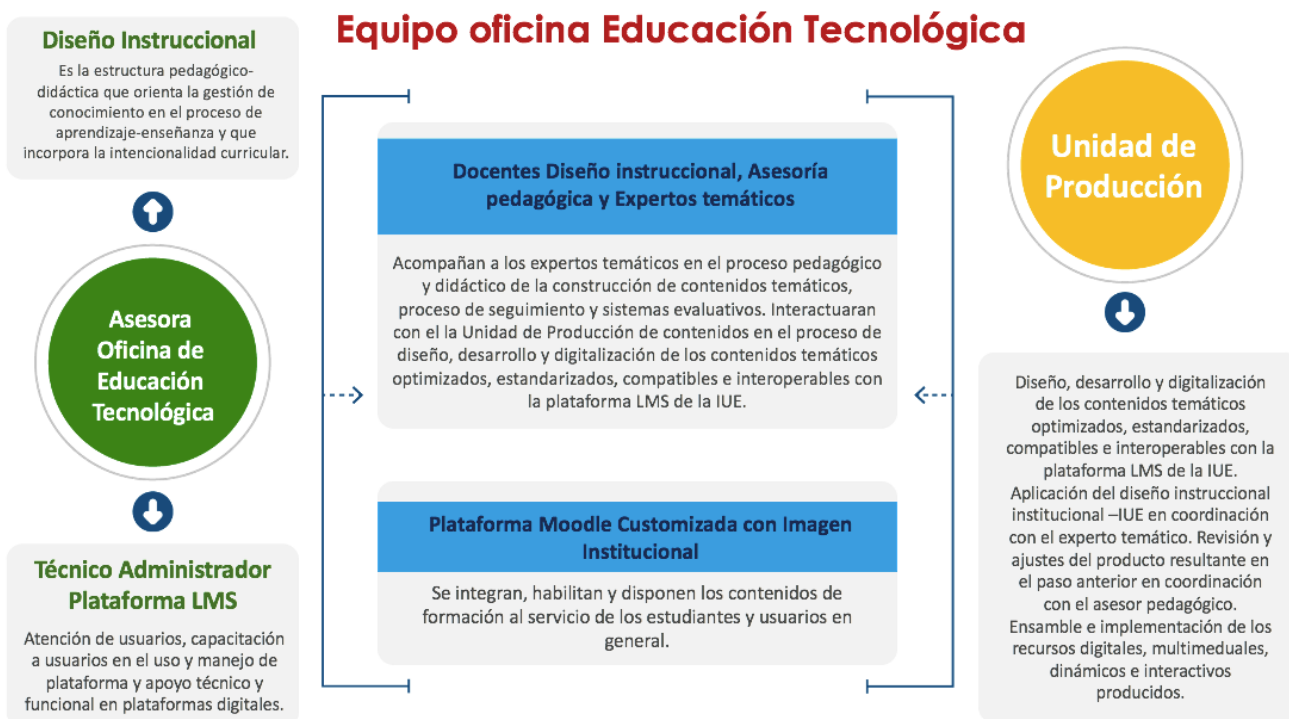 Equipo oficina Educación Tecnológica
Diseño Instruccional
Es la estructura pedagógico-
didáctica que orienta la gestión de
conocimiento en el proceso de
aprendizaje-enseñanza y que
incorpora la intencionalidad curricular.
Asesora
Oficina de
Educación
Tecnológica
Técnico Administrador
Plataforma LMS
Atención de usuarios, capacitación
a usuarios en el uso y manejo de
plataforma y apoyo técnico y
funcional en plataformas digitales.
Docentes Diseño instruccional, Asesoría
pedagógica y Expertos temáticos
Acompañan a los expertos temáticos en el proceso pedagógico
y didáctico de la construcción de contenidos temáticos,
proceso de seguimiento y sistemas evaluativos. Interactuaran
con el la Unidad de Producción de contenidos en el proceso de
diseño, desarrollo y digitalización de los contenidos temáticos
optimizados, estandarizados, compatibles e interoperables con
la plataforma LMS de la IUE.
Plataforma Moodle Customizada con Imagen
Institucional
Se integran, habilitan y disponen los contenidos de
formación al servicio de los estudiantes y usuarios en
general.
Unidad de
Producción
Diseño, desarrollo y digitalización
de los contenidos temáticos
optimizados, estandarizados,
compatibles e interoperables con la
plataforma LMS de la IUE.
Aplicación del diseño instruccional
institucional –IUE en coordinación
con el experto temático. Revisión y
ajustes del producto resultante en
el paso anterior en coordinación
con el asesor pedagógico.
Ensamble e implementación de los
recursos digitales, multimeduales,
dinámicos e interactivos
producidos.